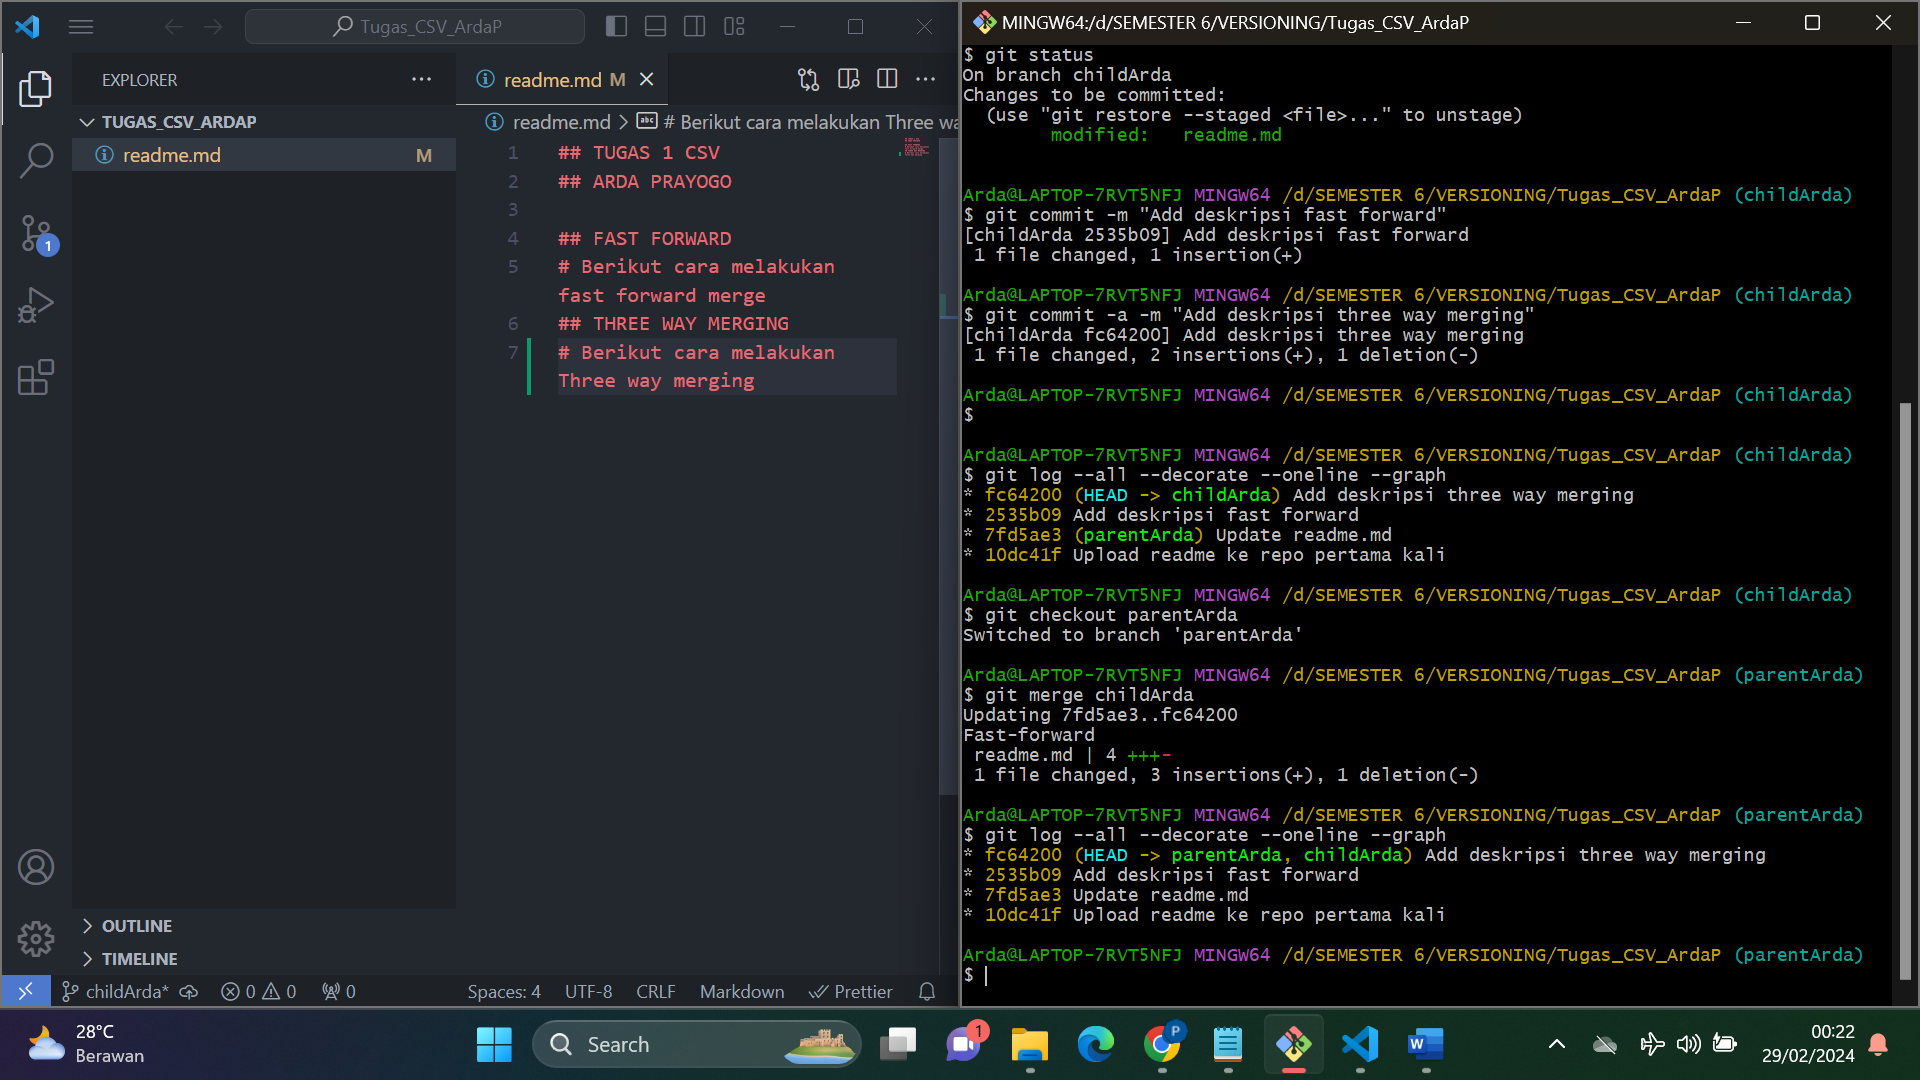 Tugas_CSV_ArdaP
EXPLORER
TUGAS_CSV_ARDAP
readme.md M
1
OUTLINE
TIMELINE
readme.md M
readme.md > # Berikut cara melakukan Three wa
1 ## TUGAS 1 CSV
2 ## ARDA PRAYOGO
3
4 ## FAST FORWARD
5 # Berikut cara melakukan
fast forward merge
6 ## THREE WAY MERGING
7 # Berikut cara melakukan
Three way merging
childArda* 0 0 0 Spaces: 4 UTF-8 CRLF Markdown Prettier
MINGW64:/d/SEMESTER 6/VERSIONING/Tugas_CSV_ArdaP
$ git status
On branch childArda
Changes to be committed:
(use "git restore --staged <file>..." to unstage)
modified: readme.md
Arda@LAPTOP-7RVT5NFJ MINGW64 /d/SEMESTER 6/VERSIONING/Tugas_CSV_ArdaP (childArda)
$ git commit -m "Add deskripsi fast forward"
[childArda 2535b09] Add deskripsi fast forward
1 file changed, 1 insertion(+)
Arda@LAPTOP-7RVT5NFJ MINGW64 /d/SEMESTER 6/VERSIONING/Tugas_CSV_ArdaP (childArda)
$ git commit -a -m "Add deskripsi three way merging"
[childArda fc64200] Add deskripsi three way merging
1 file changed, 2 insertions(+), 1 deletion(-)
Arda@LAPTOP-7RVT5NFJ MINGW64 /d/SEMESTER 6/VERSIONING/Tugas_CSV_ArdaP (childArda)
$
Arda@LAPTOP-7RVT5NFJ MINGW64 /d/SEMESTER 6/VERSIONING/Tugas_CSV_ArdaP (childArda)
$ git log --all --decorate --oneline --graph
* fc64200 (HEAD -> childArda) Add deskripsi three way merging
* 2535b09 Add deskripsi fast forward
* 7fd5ae3 (parentArda) Update readme.md
* 10dc41f Upload readme ke repo pertama kali
Arda@LAPTOP-7RVT5NFJ MINGW64 /d/SEMESTER 6/VERSIONING/Tugas_CSV_ArdaP (childArda)
$ git checkout parentArda
Switched to branch 'parentArda'
Arda@LAPTOP-7RVT5NFJ MINGW64 /d/SEMESTER 6/VERSIONING/Tugas_CSV_ArdaP (parentArda)
$ git merge childArda
Updating 7fd5ae3..fc64200
Fast-forward
readme.md | 4 +++-
1 file changed, 3 insertions(+), 1 deletion(-)
Arda@LAPTOP-7RVT5NFJ MINGW64 /d/SEMESTER 6/VERSIONING/Tugas_CSV_ArdaP (parentArda)
$ git log --all --decorate --oneline --graph
* fc64200 (HEAD -> parentArda, childArda) Add deskripsi three way merging
* 2535b09 Add deskripsi fast forward
* 7fd5ae3 Update readme.md
* 10dc41f Upload readme ke repo pertama kali
Arda@LAPTOP-7RVT5NFJ MINGW64 /d/SEMESTER 6/VERSIONING/Tugas_CSV_ArdaP (parentArda)
$
28°C
Berawan
Search
1
P
W
00:22
29/02/2024